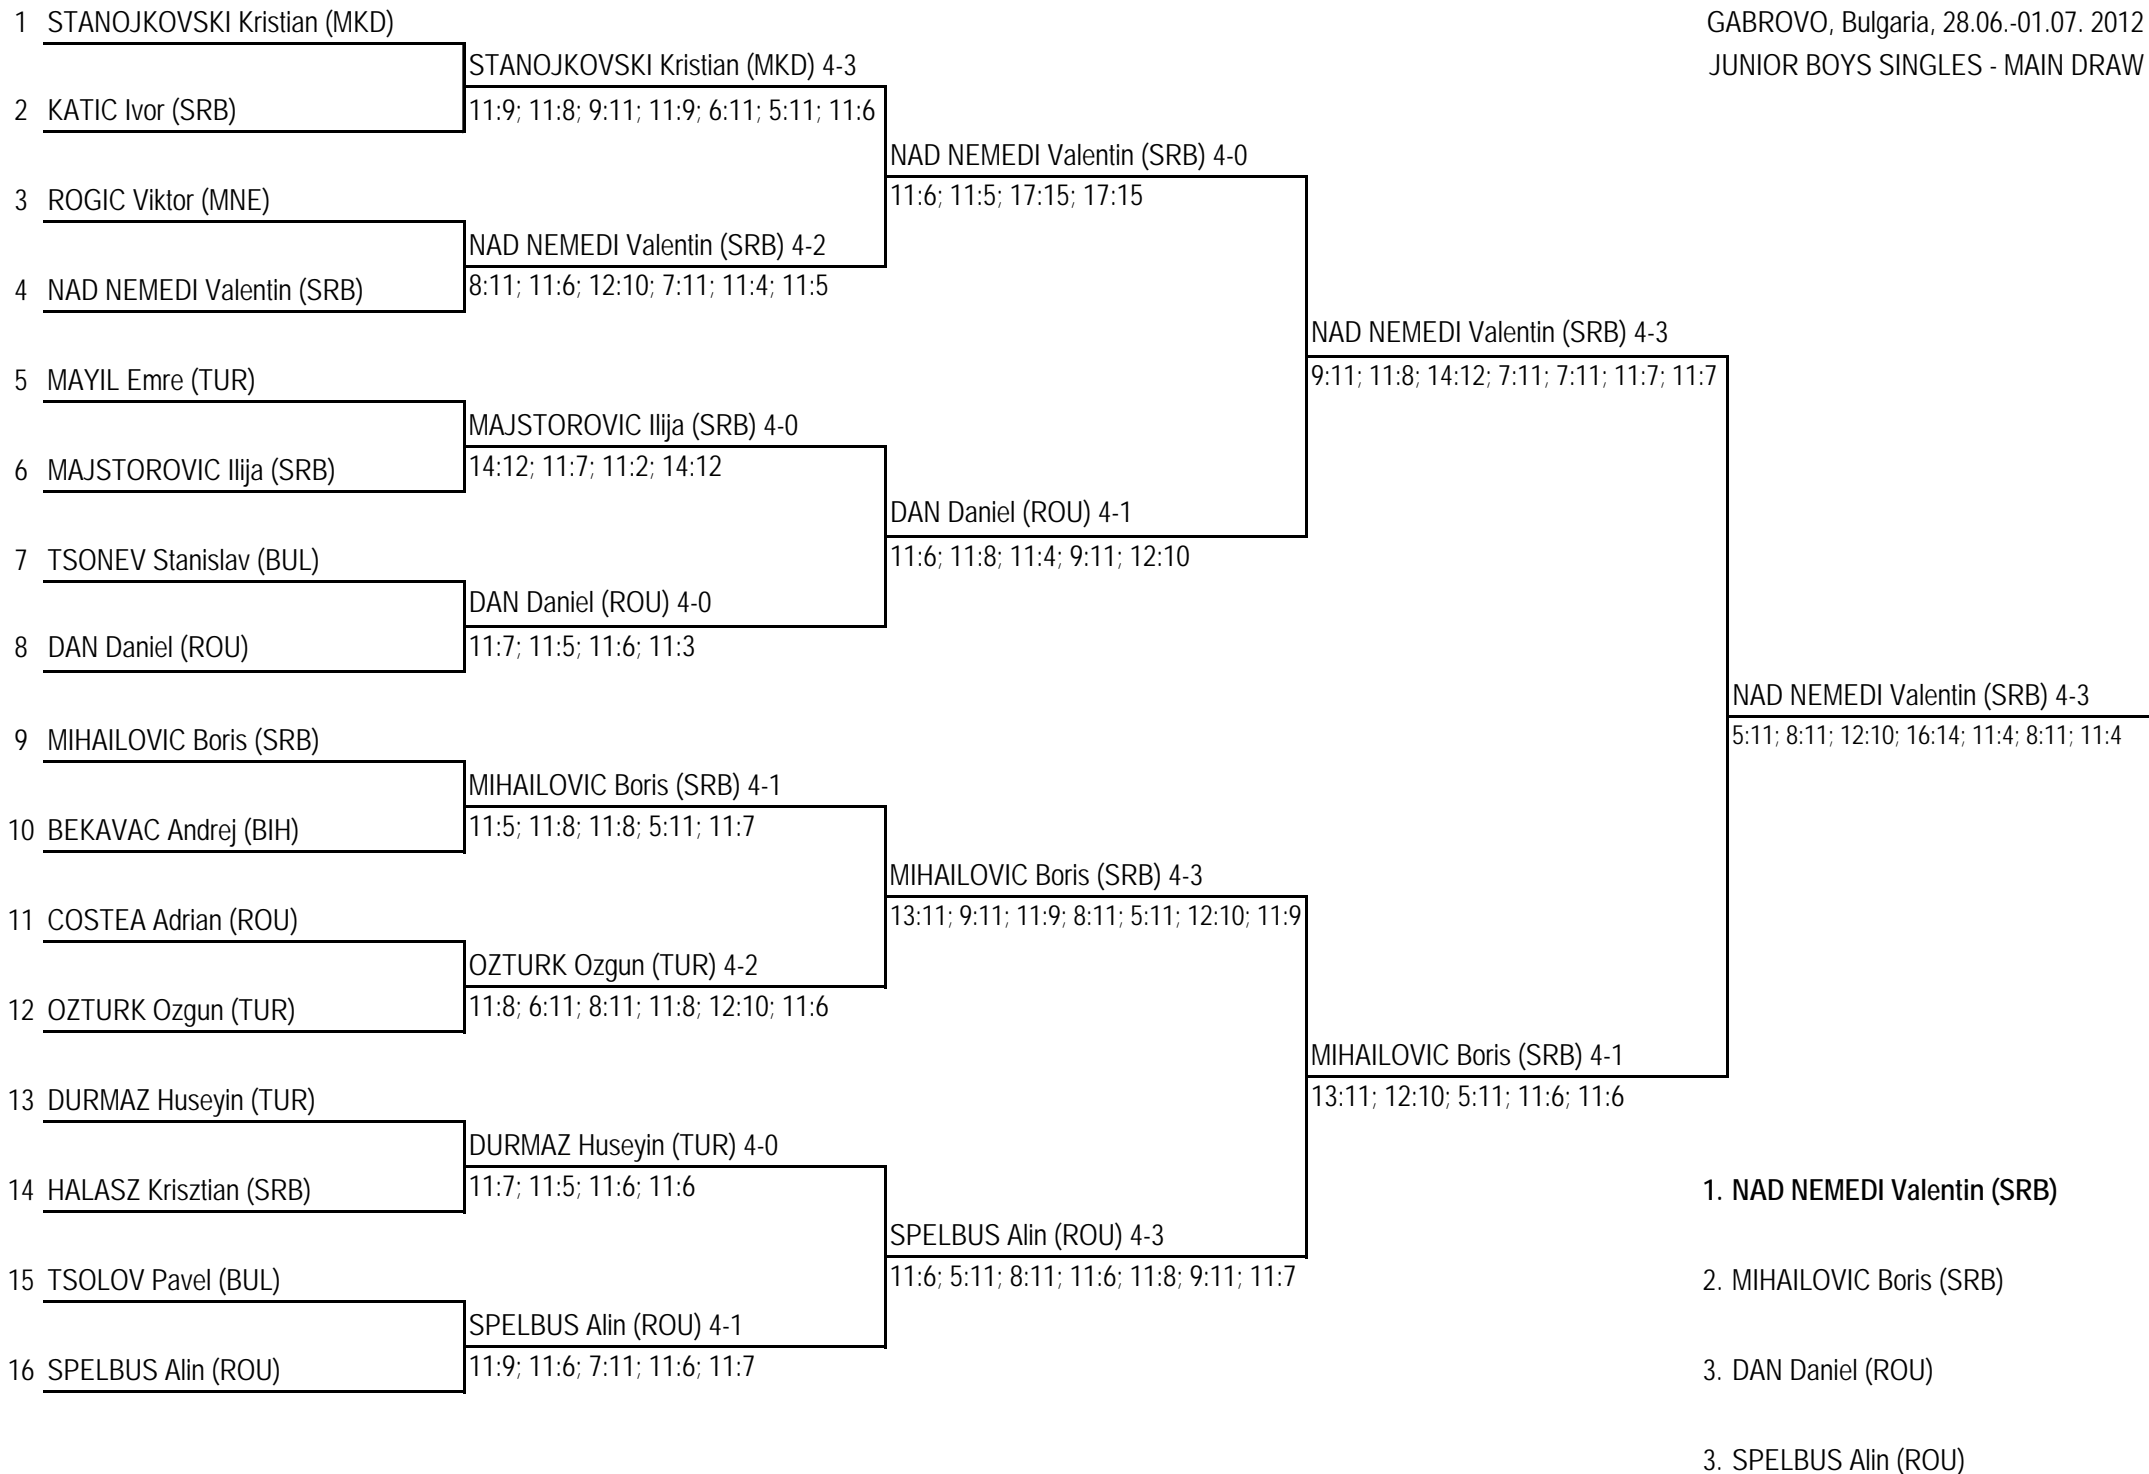 1 STANOJKOVSKI Kristian (MKD)
GABROVO, Bulgaria, 28.06.-01.07. 2012
STANOJKOVSKI Kristian (MKD) 4-3
JUNIOR BOYS SINGLES - MAIN DRAW
2 KATIC Ivor (SRB)
11:9; 11:8; 9:11; 11:9; 6:11; 5:11; 11:6
NAD NEMEDI Valentin (SRB) 4-0
3 ROGIC Viktor (MNE)
11:6; 11:5; 17:15; 17:15
NAD NEMEDI Valentin (SRB) 4-2
4 NAD NEMEDI Valentin (SRB)
8:11; 11:6; 12:10; 7:11; 11:4; 11:5
NAD NEMEDI Valentin (SRB) 4-3
5 MAYIL Emre (TUR)
9:11; 11:8; 14:12; 7:11; 7:11; 11:7; 11:7
MAJSTOROVIC Ilija (SRB) 4-0
6 MAJSTOROVIC Ilija (SRB)
14:12; 11:7; 11:2; 14:12
DAN Daniel (ROU) 4-1
7 TSONEV Stanislav (BUL)
11:6; 11:8; 11:4; 9:11; 12:10
DAN Daniel (ROU) 4-0
8 DAN Daniel (ROU)
11:7; 11:5; 11:6; 11:3
NAD NEMEDI Valentin (SRB) 4-3
9 MIHAILOVIC Boris (SRB)
5:11; 8:11; 12:10; 16:14; 11:4; 8:11; 11:4
MIHAILOVIC Boris (SRB) 4-1
10 BEKAVAC Andrej (BIH)
11:5; 11:8; 11:8; 5:11; 11:7
MIHAILOVIC Boris (SRB) 4-3
11 COSTEA Adrian (ROU)
13:11; 9:11; 11:9; 8:11; 5:11; 12:10; 11:9
OZTURK Ozgun (TUR) 4-2
12 OZTURK Ozgun (TUR)
11:8; 6:11; 8:11; 11:8; 12:10; 11:6
MIHAILOVIC Boris (SRB) 4-1
13 DURMAZ Huseyin (TUR)
13:11; 12:10; 5:11; 11:6; 11:6
DURMAZ Huseyin (TUR) 4-0
14 HALASZ Krisztian (SRB)
11:7; 11:5; 11:6; 11:6
1. NAD NEMEDI Valentin (SRB)
SPELBUS Alin (ROU) 4-3
15 TSOLOV Pavel (BUL)
11:6; 5:11; 8:11; 11:6; 11:8; 9:11; 11:7
2. MIHAILOVIC Boris (SRB)
SPELBUS Alin (ROU) 4-1
16 SPELBUS Alin (ROU)
11:9; 11:6; 7:11; 11:6; 11:7
3. DAN Daniel (ROU)
3. SPELBUS Alin (ROU)